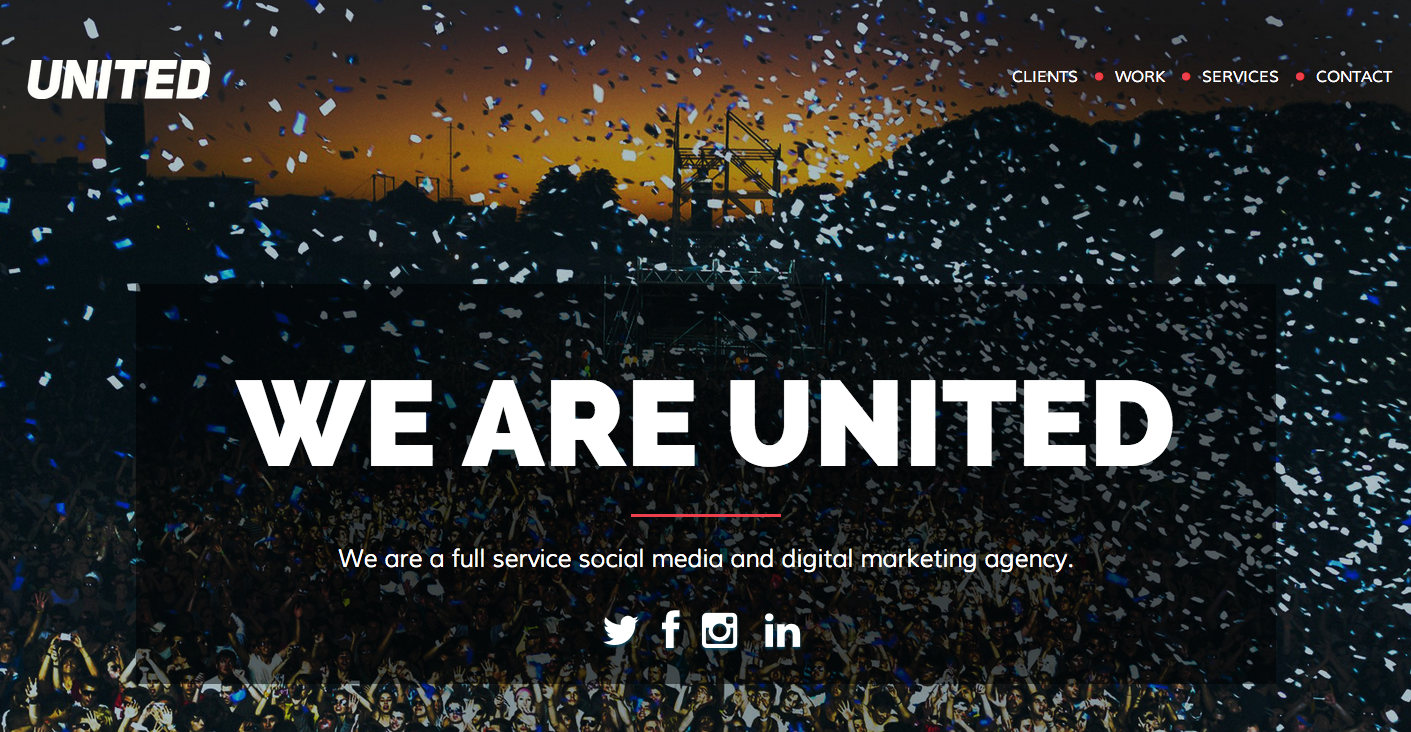 UNITED
CLIENTS • WORK • SERVICES • CONTACT
WE ARE UNITED
We are a full service social media and digital marketing agency.